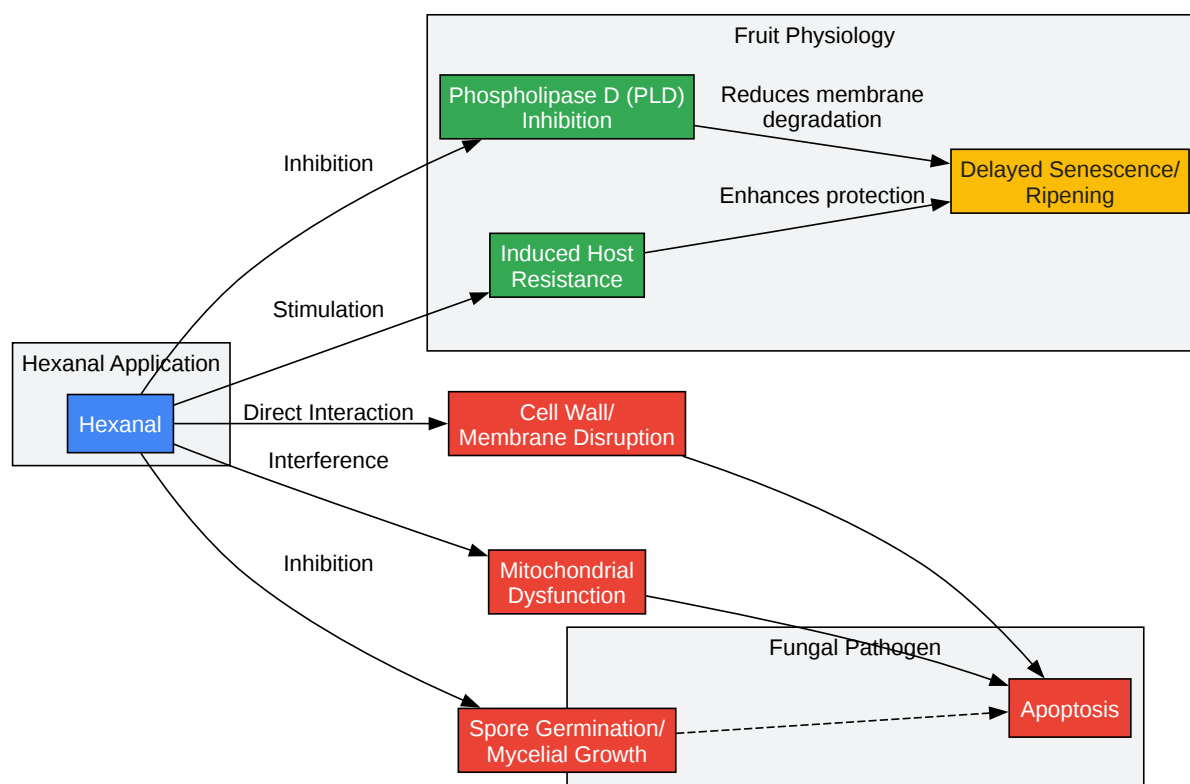 Fruit Physiology
Phospholipase D (PLD)
Inhibition
Reduces membrane
degradation
Inhibition
Delayed Senescence/
Ripening
Enhances protection
Induced Host
Resistance
Stimulation
Hexanal Application
Hexanal
Direct Interaction
Cell Wall/
Membrane Disruption
Interference
Inhibition
Mitochondrial
Dysfunction
Fungal Pathogen
Apoptosis
Spore Germination/
Mycelial Growth